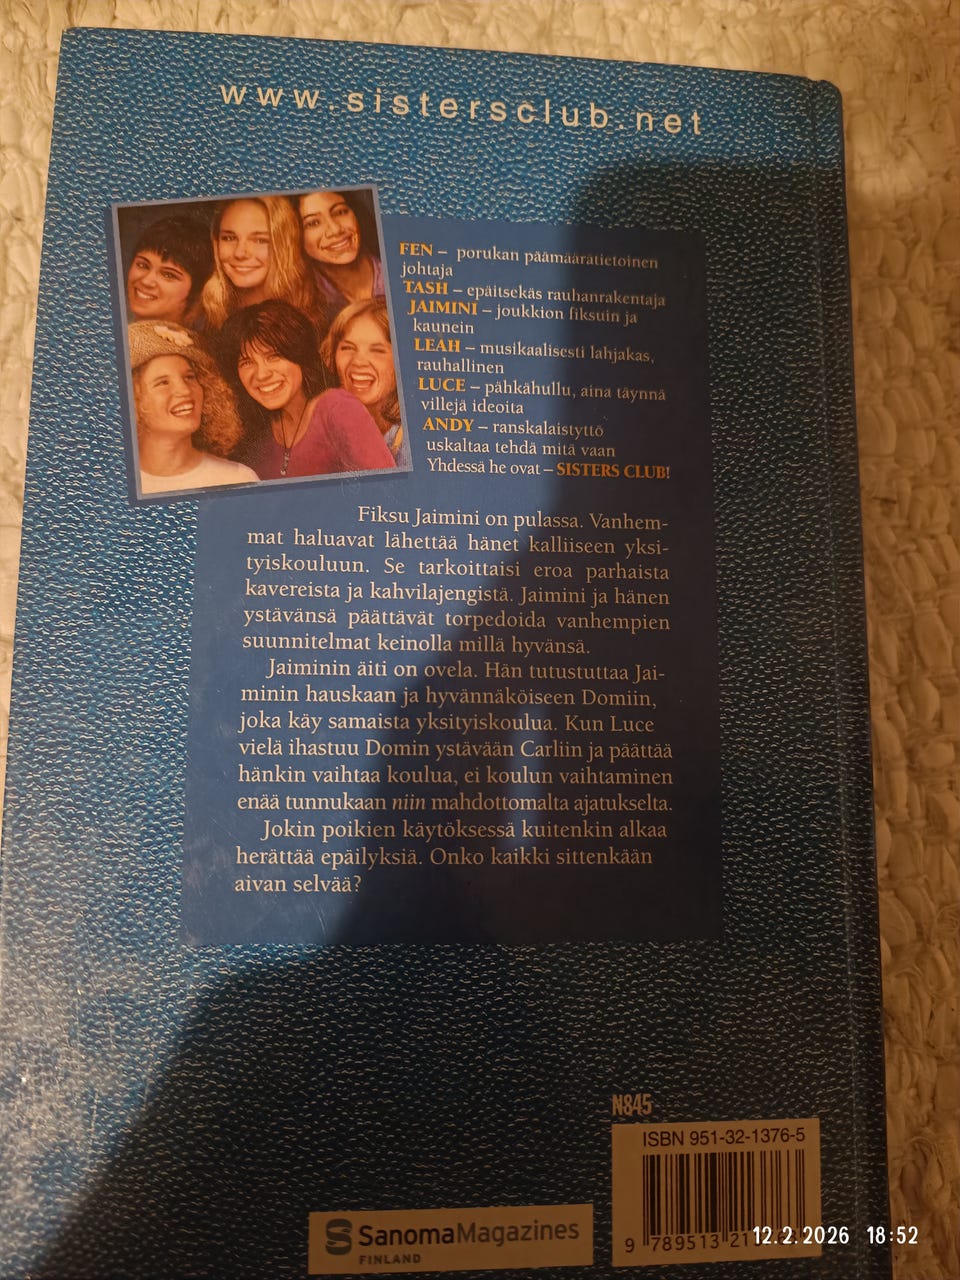 www.sistersclub.net
FEN – porukan päämäärätietoinen
johtaja
TASH – epäitsekäs rauhanrakentaja
JAIMINI – joukkion fiksuin ja
kaunein
LEAH – musikaalisesti lahjakas,
rauhallinen
LUCE – pähkähullu, aina täynnä
villejä ideoita
ANDY – ranskalaistyttö
uskaltaa tehdä mitä vaan
Yhdessä he ovat – SISTERS CLUB!
Fiksu Jaimini on pulassa. Vanhem-
mat haluavat lähettää hänet kalliiseen yksi-
tyiskouluun. Se tarkoittaisi eroa parhaista
kavereista ja kahvilajengistä. Jaimini ja hänen
ystävänsä päättävät torpedoida vanhempien
suunnitelmat keinolla millä hyvänsä.
Jaiminin äiti on ovela. Hän tutustuttaa Jai-
minin hauskaan ja hyvännäköiseen Domiin,
joka käy samaista yksityiskoulua. Kun Luce
vielä ihastuu Domin ystävään Carliin ja päättää
hänkin vaihtaa koulua, ei koulun vaihtaminen
enää tunnukaan niin mahdottomalta ajatukselta.
Jokin poikien käytöksessä kuitenkin alkaa
herättää epäilyksiä. Onko kaikki sittenkään
aivan selvää?
N845
ISBN 951-32-1376-5
SanomaMagazines
FINLAND
9 789513 21
12.2.2026 18:52